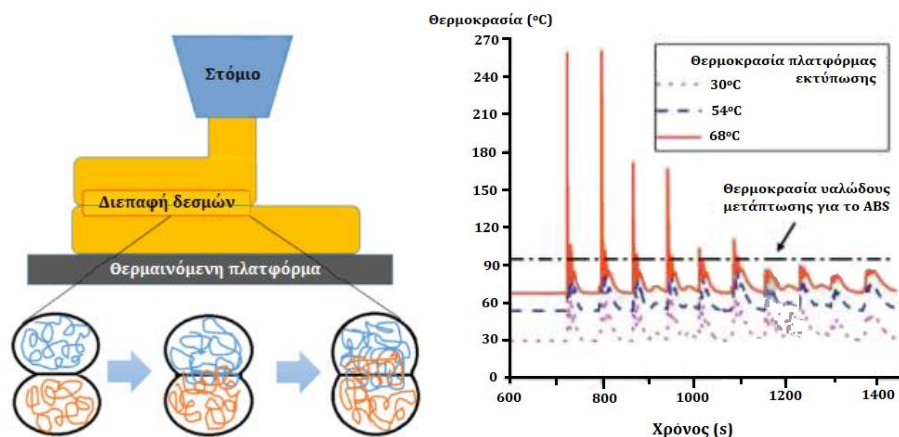 Στόμιο
Διεπαφή δεσμών
Θερμαινόμενη πλατφόρμα
Θερμοκρασία (°C)
270
240
210
180
150
120
90
60
30
0
Θερμοκρασία πλατφόρμας
εκτύπωσης
30°C
54°C
68°C
Θερμοκρασία υαλώδους
μετάπτωσης για το ABS
600 800 1000 1200 1400
Χρόνος (s)